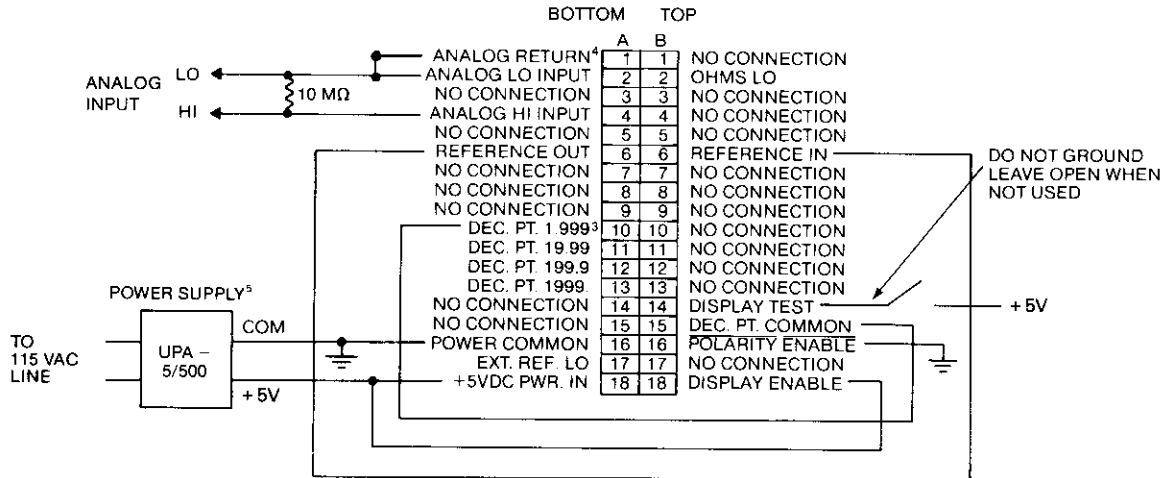 BOTTOM TOP
A B
ANALOG RETURN⁴ 1 1 NO CONNECTION
ANALOG INPUT
LO
HI
10 MΩ
ANALOG LO INPUT 2 2 OHMS LO
NO CONNECTION 3 3 NO CONNECTION
ANALOG HI INPUT 4 4 NO CONNECTION
NO CONNECTION 5 5 NO CONNECTION
REFERENCE OUT 6 6 REFERENCE IN
NO CONNECTION 7 7 NO CONNECTION
NO CONNECTION 8 8 NO CONNECTION
NO CONNECTION 9 9 NO CONNECTION
DEC. PT. 1.999³ 10 10 NO CONNECTION
DEC. PT. 19.99 11 11 NO CONNECTION
DEC. PT. 199.9 12 12 NO CONNECTION
DEC. PT. 1999. 13 13 NO CONNECTION
NO CONNECTION 14 14 DISPLAY TEST
NO CONNECTION 15 15 DEC. PT. COMMON
POWER COMMON 16 16 POLARITY ENABLE
EXT. REF. LO 17 17 NO CONNECTION
+5VDC PWR. IN 18 18 DISPLAY ENABLE
DO NOT GROUND
LEAVE OPEN WHEN
NOT USED
+5V
POWER SUPPLY⁵
TO
115 VAC
LINE
UPA –
5/500
COM
+5V